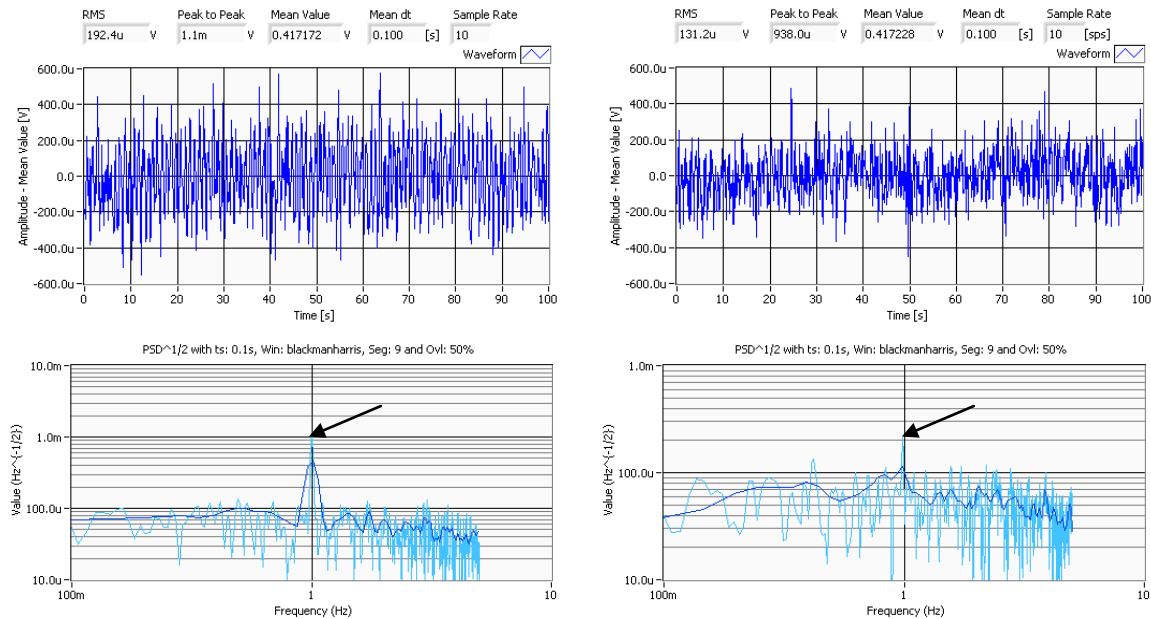 RMS Peak to Peak Mean Value Mean dt Sample Rate
192.4u V 1.1m V 0.417172 V 0.100 [s] 10
Waveform
600.0u
400.0u
200.0u
0.0
-200.0u
-400.0u
-600.0u
Amplitude - Mean Value [V]
0 10 20 30 40 50 60 70 80 90 100
Time [s]
PSD^1/2 with ts: 0.1s, Win: blackmanharris, Seg: 9 and Ovl: 50%
10.0m
1.0m
100.0u
10.0u
Value (Hz^{-1/2})
100m 1 10
Frequency (Hz)
RMS Peak to Peak Mean Value Mean dt Sample Rate
131.2u V 938.0u V 0.417228 V 0.100 [s] 10 [sps]
Waveform
600.0u
400.0u
200.0u
0.0
-200.0u
-400.0u
-600.0u
Amplitude - Mean Value [V]
0 10 20 30 40 50 60 70 80 90 100
Time [s]
PSD^1/2 with ts: 0.1s, Win: blackmanharris, Seg: 9 and Ovl: 50%
1.0m
100.0u
10.0u
Value (Hz^{-1/2})
100m 1 10
Frequency (Hz)